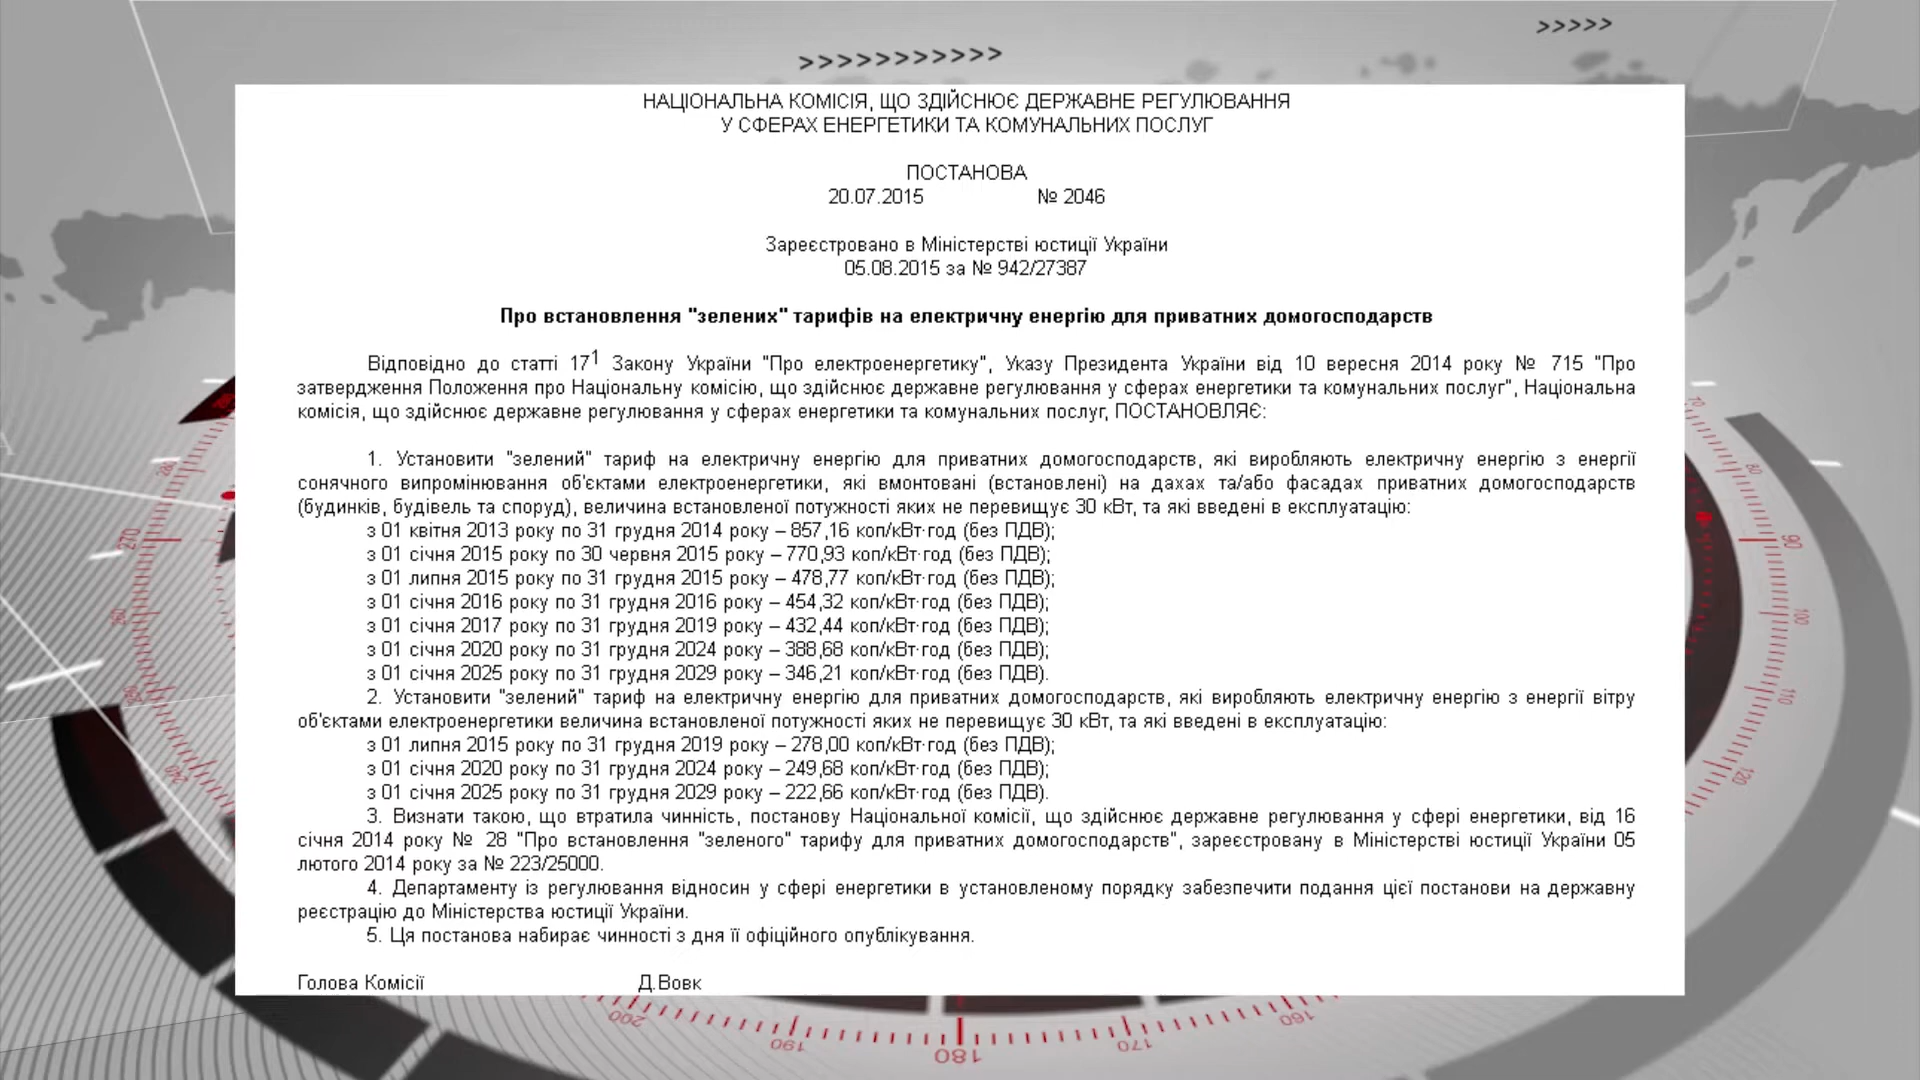 >>>>>
>>>>>>>>>>>
НАЦІОНАЛЬНА КОМІСІЯ, ЩО ЗДІЙСНЮЄ ДЕРЖАВНЕ РЕГУЛЮВАННЯ
У СФЕРАХ ЕНЕРГЕТИКИ ТА КОМУНАЛЬНИХ ПОСЛУГ
ПОСТАНОВА
20.07.2015 № 2046
Зареєстровано в Міністерстві юстиції України
05.08.2015 за № 942/27387
Про встановлення "зелених" тарифів на електричну енергію для приватних домогосподарств
Відповідно до статті 17¹ Закону України "Про електроенергетику", Указу Президента України від 10 вересня 2014 року № 715 "Про
затвердження Положення про Національну комісію, що здійснює державне регулювання у сферах енергетики та комунальних послуг", Національна
комісія, що здійснює державне регулювання у сферах енергетики та комунальних послуг, ПОСТАНОВЛЯЄ:
1. Установити "зелений" тариф на електричну енергію для приватних домогосподарств, які виробляють електричну енергію з енергії
сонячного випромінювання об'єктами електроенергетики, які вмонтовані (встановлені) на дахах та/або фасадах приватних домогосподарств
(будинків, будівель та споруд), величина встановленої потужності яких не перевищує 30 кВт, та які введені в експлуатацію:
з 01 квітня 2013 року по 31 грудня 2014 року – 857,16 коп/кВт·год (без ПДВ);
з 01 січня 2015 року по 30 червня 2015 року – 770,93 коп/кВт·год (без ПДВ);
з 01 липня 2015 року по 31 грудня 2015 року – 478,77 коп/кВт·год (без ПДВ);
з 01 січня 2016 року по 31 грудня 2016 року – 454,32 коп/кВт·год (без ПДВ);
з 01 січня 2017 року по 31 грудня 2019 року – 432,44 коп/кВт·год (без ПДВ);
з 01 січня 2020 року по 31 грудня 2024 року – 388,68 коп/кВт·год (без ПДВ);
з 01 січня 2025 року по 31 грудня 2029 року – 346,21 коп/кВт·год (без ПДВ).
2. Установити "зелений" тариф на електричну енергію для приватних домогосподарств, які виробляють електричну енергію з енергії вітру
об'єктами електроенергетики величина встановленої потужності яких не перевищує 30 кВт, та які введені в експлуатацію:
з 01 липня 2015 року по 31 грудня 2019 року – 278,00 коп/кВт·год (без ПДВ);
з 01 січня 2020 року по 31 грудня 2024 року – 249,68 коп/кВт·год (без ПДВ);
з 01 січня 2025 року по 31 грудня 2029 року – 222,66 коп/кВт·год (без ПДВ).
3. Визнати такою, що втратила чинність, постанову Національної комісії, що здійснює державне регулювання у сфері енергетики, від 16
січня 2014 року № 28 "Про встановлення "зеленого" тарифу для приватних домогосподарств", зареєстровану в Міністерстві юстиції України 05
лютого 2014 року за № 223/25000.
4. Департаменту із регулювання відносин у сфері енергетики в установленому порядку забезпечити подання цієї постанови на державну
реєстрацію до Міністерства юстиції України.
5. Ця постанова набирає чинності з дня її офіційного опублікування.
Голова Комісії Д.Вовк
270
260
240
200
190
180
170
160
120
110
100
90
80